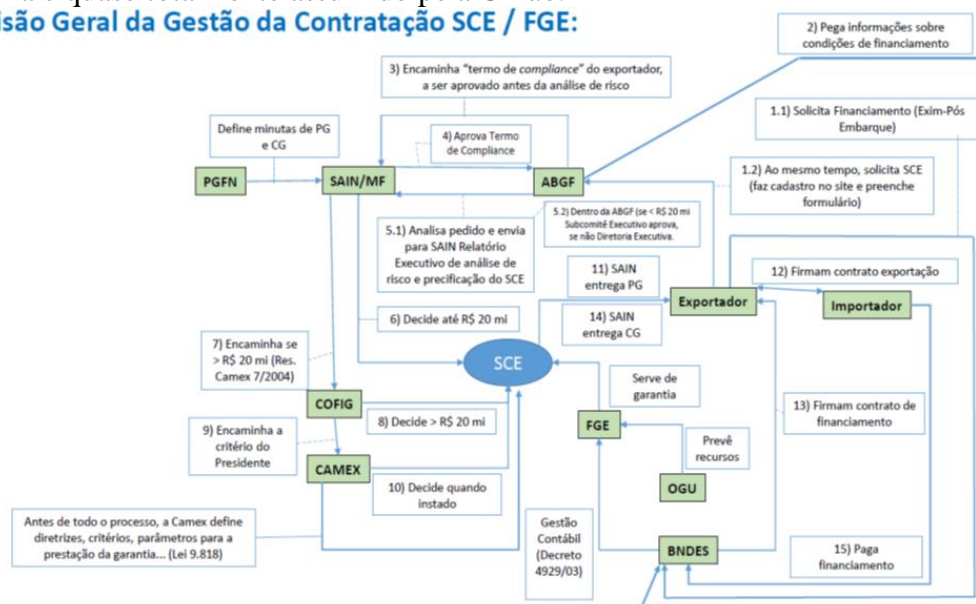 isão Geral da Gestão da Contratação SCE / FGE:
2) Pega informações sobre
condições de financiamento
3) Encaminha “termo de compliance” do exportador,
a ser aprovado antes da análise de risco
1.1) Solicita Financiamento (Exim-Pós
Embarque)
Define minutas de PG
e CG
4) Aprova Termo
de Compliance
1.2) Ao mesmo tempo, solicita SCE
(faz cadastro no site e preenche
formulário)
PGFN
SAIN/MF
ABGF
5.1) Analisa pedido e envia
para SAIN Relatório
Executivo de análise de
risco e precificação do SCE
5.2) Dentro da ABGF (se < R$ 20 mi
Subcomitê Executivo aprova,
se não Diretoria Executiva.
11) SAIN
entrega PG
12) Firmam contrato exportação
Exportador
Importador
6) Decide até R$ 20 mi
14) SAIN
entrega CG
7) Encaminha se
> R$ 20 mi (Res.
Camex 7/2004)
SCE
Serve de
garantia
COFIG
8) Decide > R$ 20 mi
FGE
13) Firmam contrato de
financiamento
9) Encaminha a
critério do
Presidente
Prevê
recursos
CAMEX
10) Decide quando
instado
OGU
Antes de todo o processo, a Camex define
diretrizes, critérios, parâmetros para a
prestação da garantia... (Lei 9.818)
Gestão
Contábil
(Decreto
4929/03)
BNDES
15) Paga
financiamento